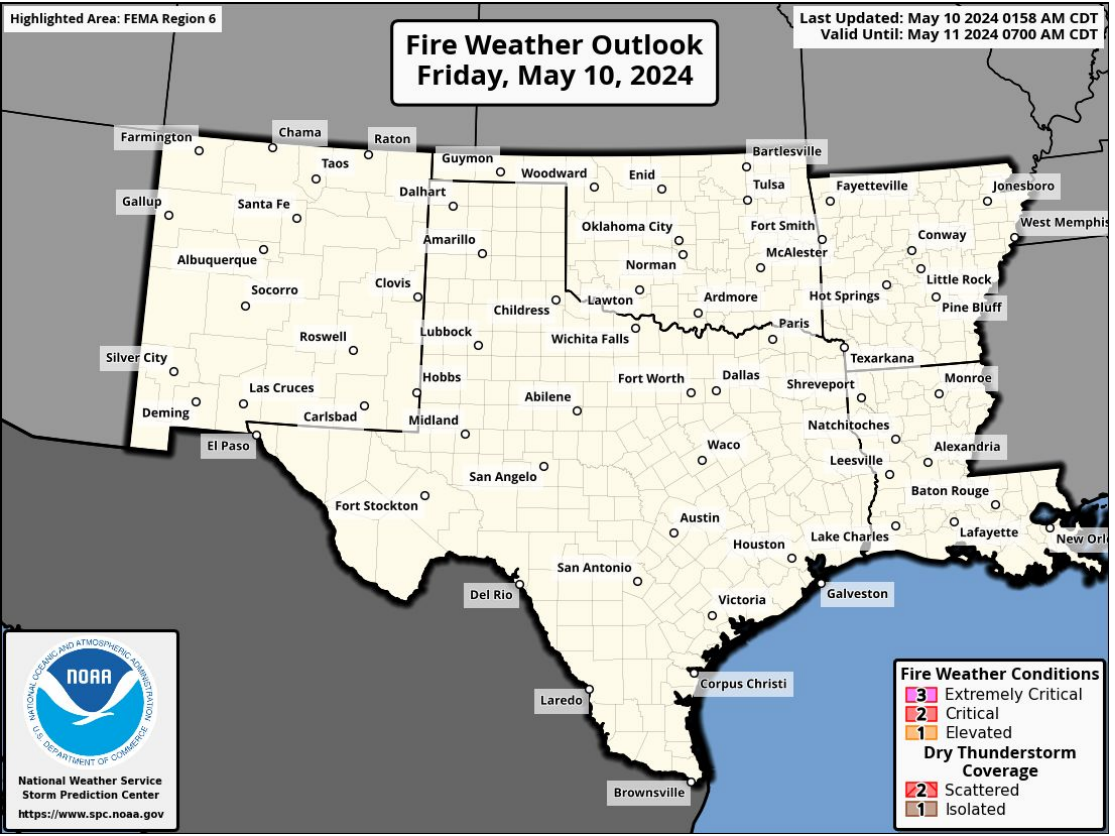 Highlighted Area: FEMA Region 6
Fire Weather Outlook
Friday, May 10, 2024
Last Updated: May 10 2024 0158 AM CDT
Valid Until: May 11 2024 0700 AM CDT
Farmington
Chama
Raton
Taos
Guymon
Woodward
Enid
Bartlesville
Tulsa
Fayetteville
Jonesboro
Gallup
Santa Fe
Dalhart
Oklahoma City
Fort Smith
West Memphis
Albuquerque
Amarillo
Norman
McAlester
Conway
Little Rock
Socorro
Clovis
Childress
Lawton
Ardmore
Hot Springs
Pine Bluff
Roswell
Lubbock
Wichita Falls
Paris
Texarkana
Silver City
Las Cruces
Hobbs
Abilene
Fort Worth
Dallas
Shreveport
Monroe
Deming
Carlsbad
Midland
Natchitoches
El Paso
San Angelo
Waco
Leesville
Alexandria
Fort Stockton
Austin
Baton Rouge
Houston
Lake Charles
Lafayette
New Orl
San Antonio
Del Rio
Victoria
Galveston
Laredo
Corpus Christi
Brownsville
NATIONAL OCEANIC AND ATMOSPHERIC ADMINISTRATION
NOAA
U.S. DEPARTMENT OF COMMERCE
National Weather Service
Storm Prediction Center
https://www.spc.noaa.gov
Fire Weather Conditions
3 Extremely Critical
2 Critical
1 Elevated
Dry Thunderstorm
Coverage
2 Scattered
1 Isolated